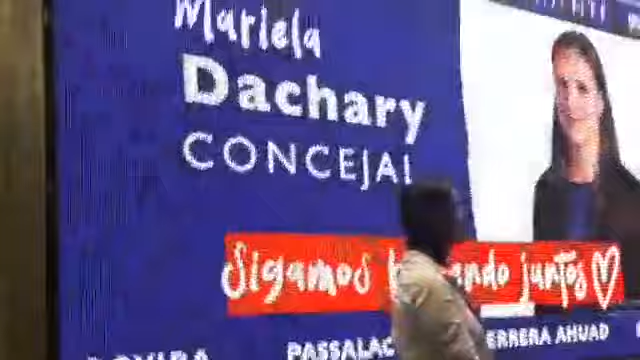 Mariela
Dachary
CONCEJAL
Sigamos juntos
PASSALAC
ERRERA AHUAD